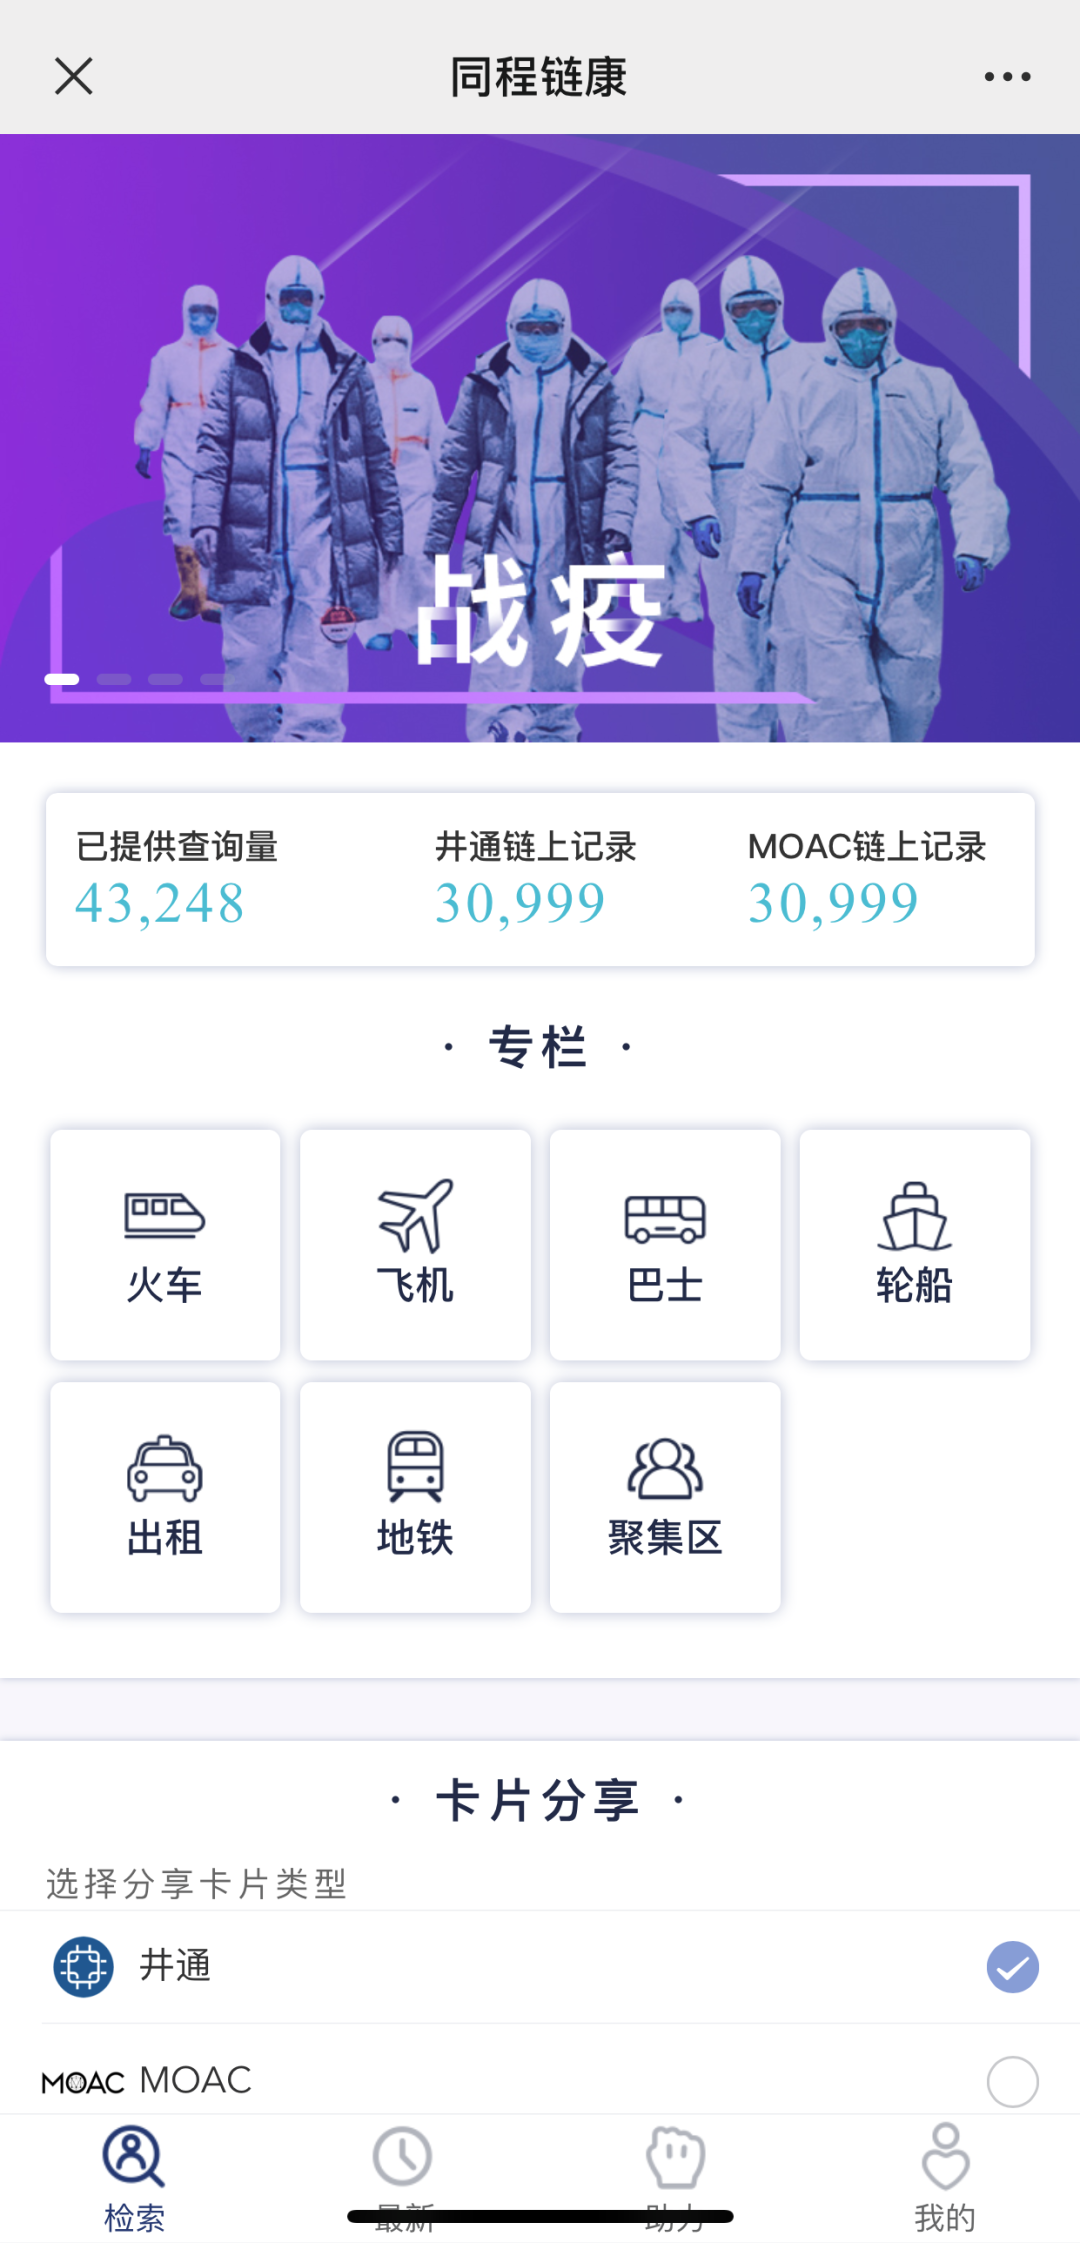 同程链康
战疫
已提供查询量 井通链上记录 MOAC链上记录
43,248 30,999 30,999
· 专栏 ·
火车 飞机 巴士 轮船
出租 地铁 聚集区
· 卡片分享 ·
选择分享卡片类型
井通
MOAC MOAC
检索 最新 助力 我的